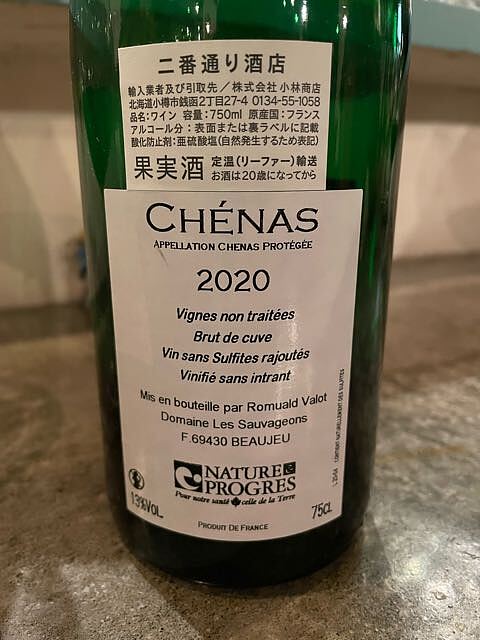 二番通り酒店
輸入業者及び引取先／株式会社 小林商店
北海道小樽市銭函2丁目27-4 0134-55-1058
品名:ワイン 容量:750ml 原産国:フランス
アルコール分:表面または裏ラベルに記載
酸化防止剤:亜硫酸塩(自然発生するため表記)
果実酒 定温(リーファー)輸送
お酒は20歳になってから
CHÉNAS
APPELLATION CHENAS PROTÉGÉE
2020
Vignes non traitées
Brut de cuve
Vin sans Sulfites rajoutés
Vinifié sans intrant
Mis en bouteille par Romuald Valot
Domaine Les Sauvageons
F.69430 BEAUJEU
NATURE &
PROGRES
Pour notre santé celle de la Terre
13%VOL.
75CL
PRODUIT DE FRANCE
L 20-04 CONTIENT NATURELLEMENT DES SULFITES